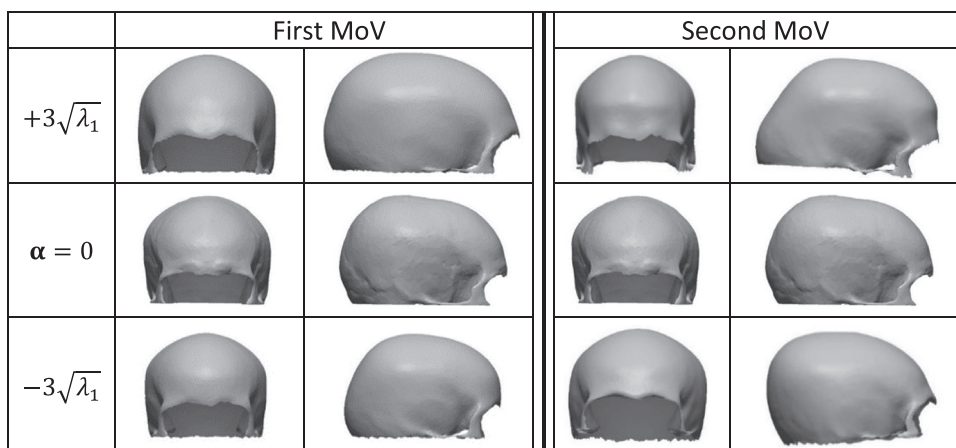 First MoV Second MoV
+3√λ₁
α = 0
−3√λ₁